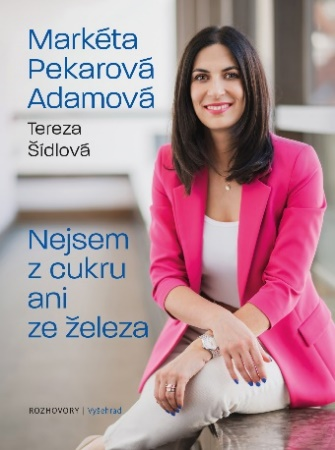 Markéta
Pekarová
Adamová
Tereza
Šídlová
Nejsem
z cukru
ani
ze železa
ROZHOVORY | Vyšehrad